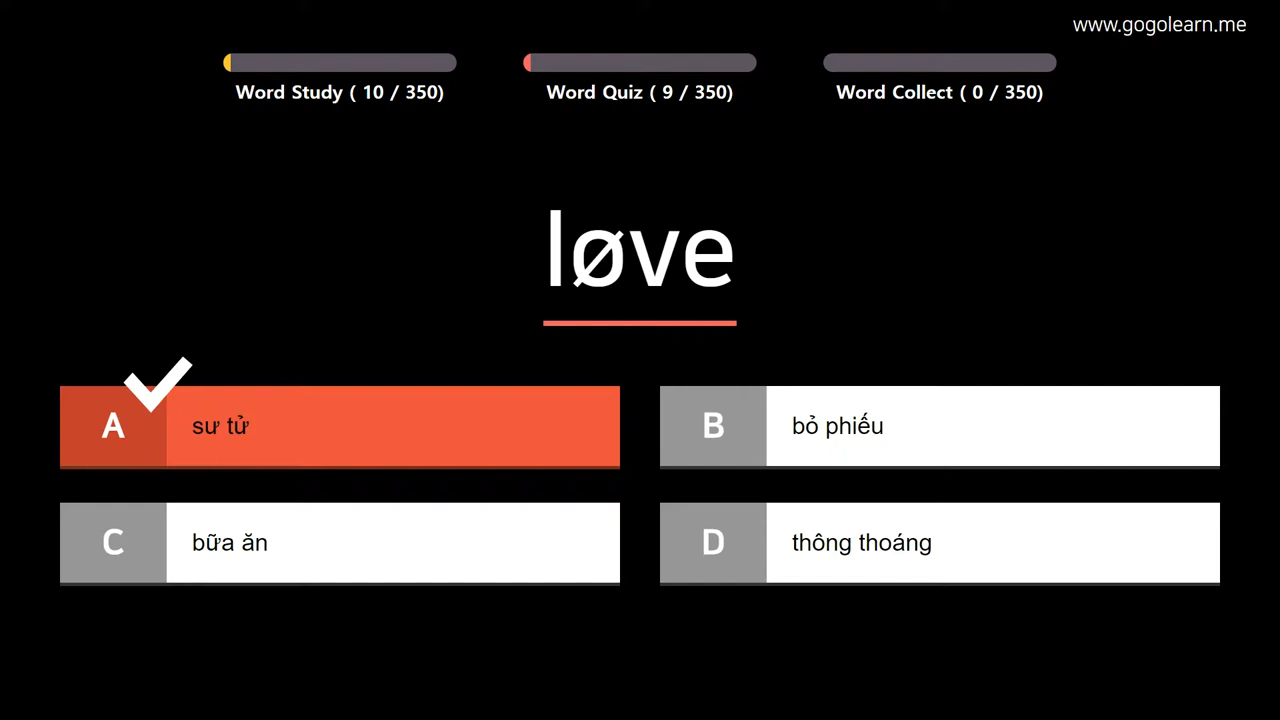 www.gogolearn.me
Word Study ( 10 / 350)
Word Quiz ( 9 / 350)
Word Collect ( 0 / 350)
løve
A sư tử
B bỏ phiếu
C bữa ăn
D thông thoáng